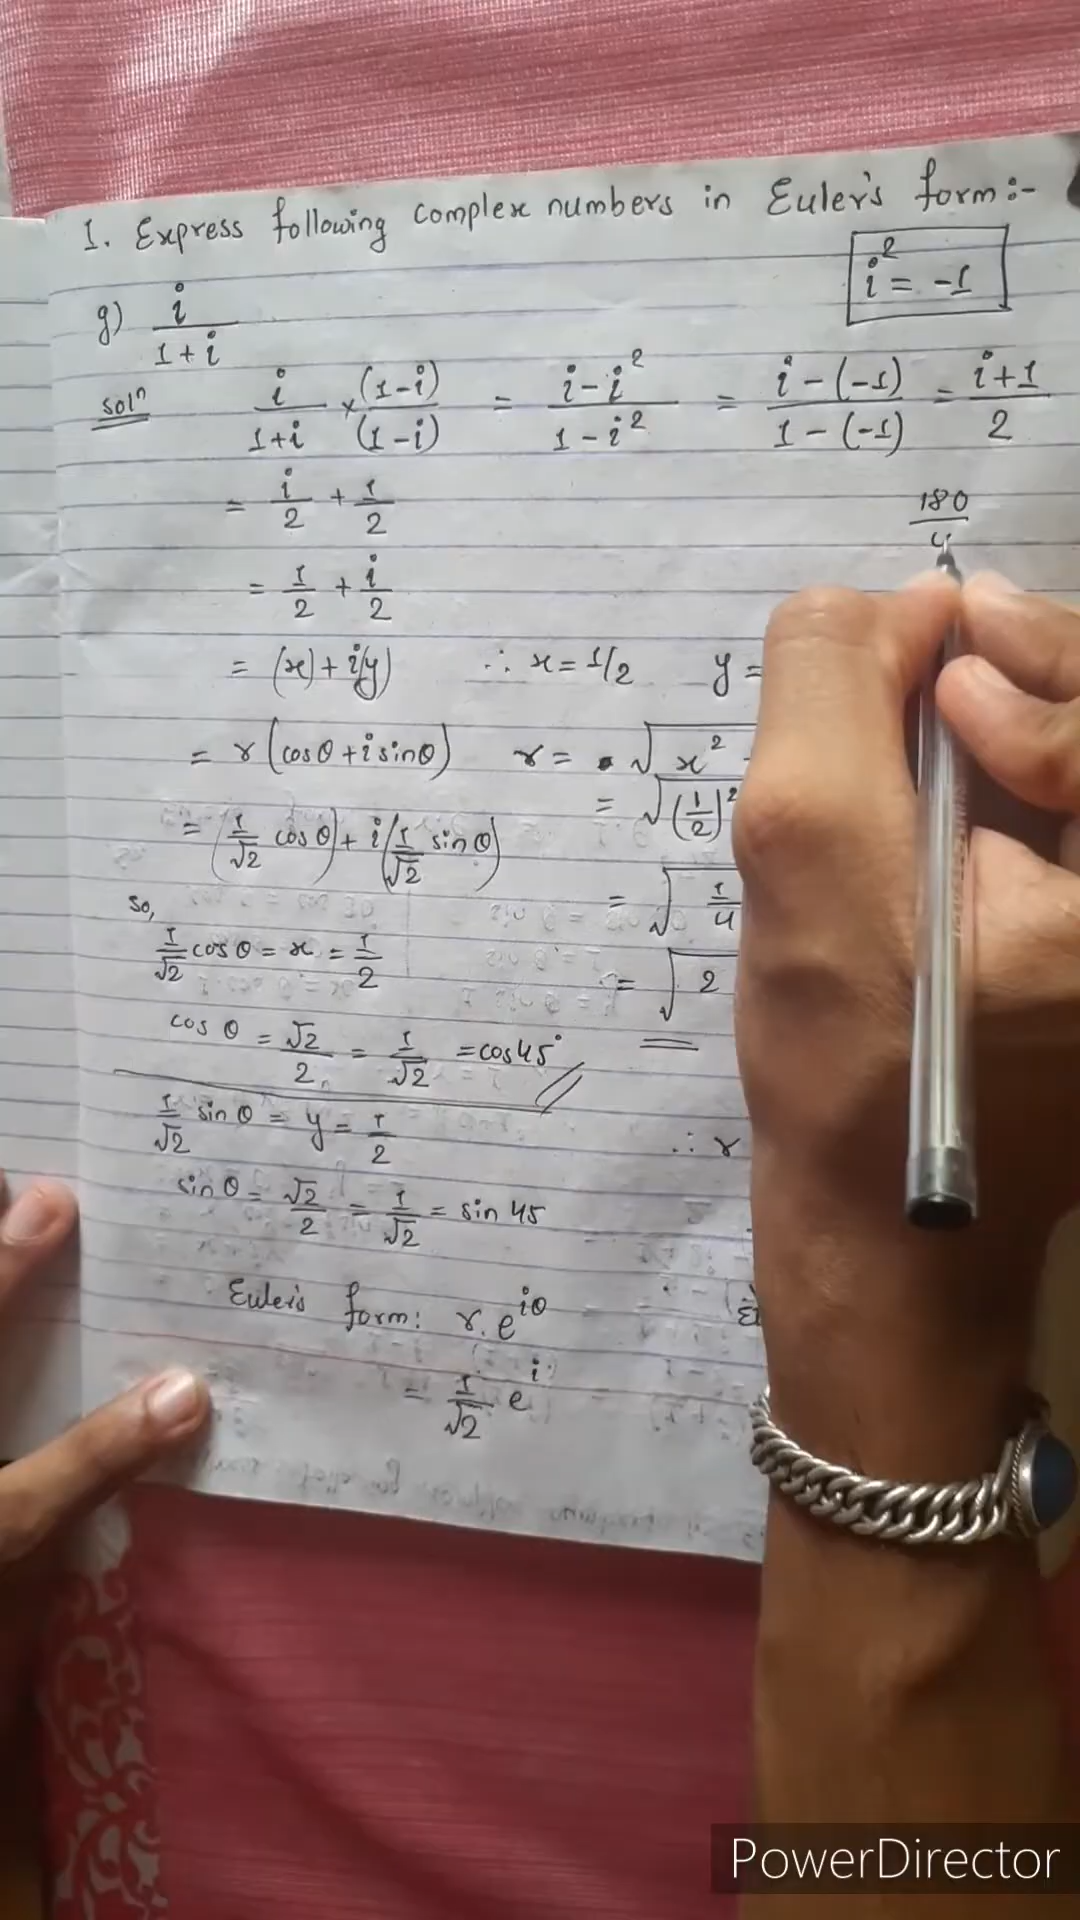 1. Express following complex numbers in Euler's form:-
i² = -1
g) i/(1+i)
solⁿ i/(1+i) × (1-i)/(1-i) = (i-i²)/(1-i²) = (i-(-1))/(1-(-1)) = (i+1)/2
= i/2 + 1/2
180/4
= 1/2 + i/2
= (x) + i(y) ∴ x = 1/2 y =
= r(cosθ + i sinθ) r = √x²
= √(1/2)²
= (1/√2 cosθ) + i(1/√2 sinθ)
= √1/4
so,
1/√2 cosθ = x = 1/2
= √2
cosθ = √2/2 = 1/√2 = cos45°
1/√2 sinθ = y = 1/2
∴ r
sinθ = √2/2 = 1/√2 = sin 45
Euler's form: r.e^iθ
= 1/√2 e^i
PowerDirector